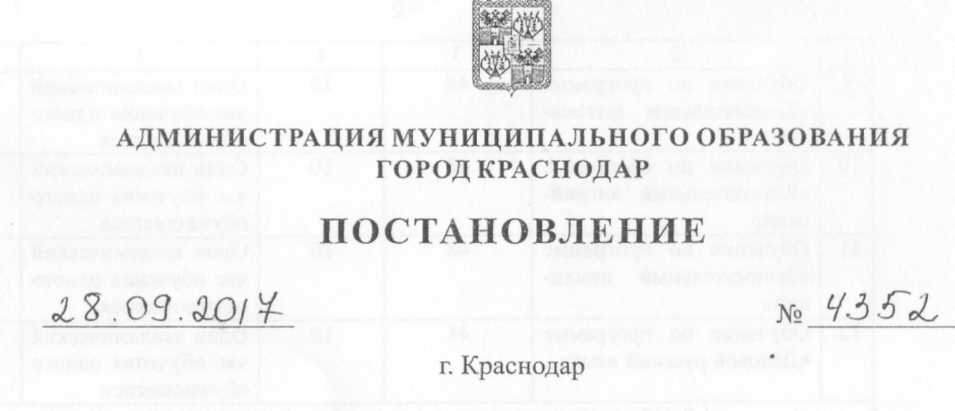 АДМИНИСТРАЦИЯ МУНИЦИПАЛЬНОГО ОБРАЗОВАНИЯ
ГОРОД КРАСНОДАР
ПОСТАНОВЛЕНИЕ
28.09.2017 № 4352
г. Краснодар